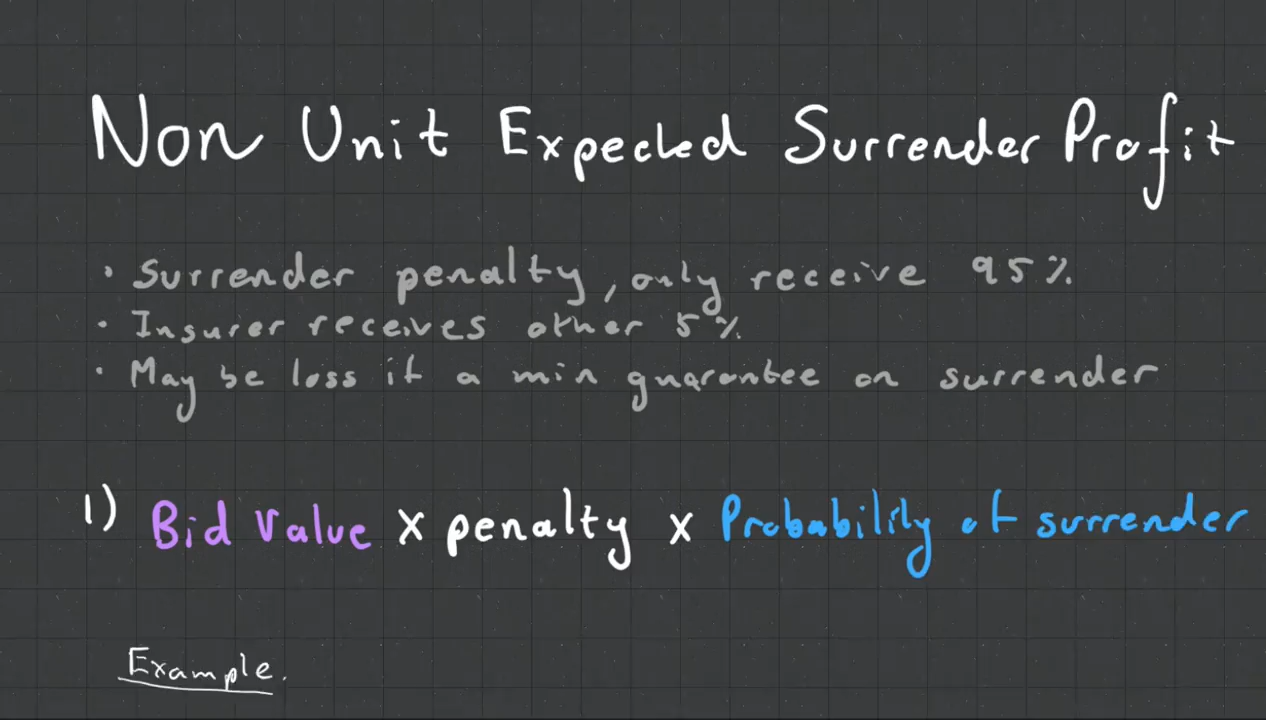 Non Unit Expected Surrender Profit
• Surrender penalty, only receive 95%
• Insurer receives other 5%
• May be loss if a min guarantee on surrender
1) Bid Value x penalty x Probability of surrender
Example.